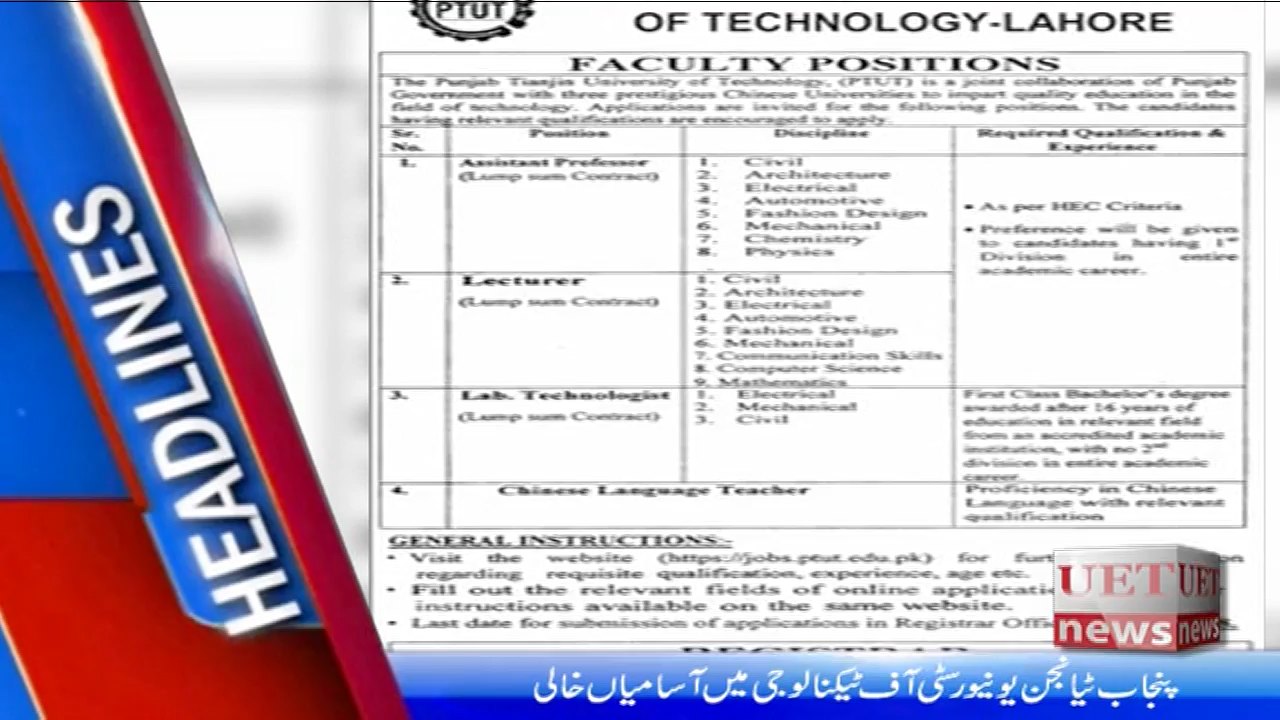 HEADLINES
PTUT
OF TECHNOLOGY-LAHORE
FACULTY POSITIONS
The Punjab Tianjin University of Technology, (PTUT) is a joint collaboration of Punjab
Government with three prestigious Chinese Universities to impart quality education in the
field of technology. Applications are invited for the following positions. The candidates
having relevant qualifications are encouraged to apply.
Sr. No. Position Discipline Required Qualification & Experience
1. Assistant Professor
(Lump sum Contract)
1. Civil
2. Architecture
3. Electrical
4. Automotive
5. Fashion Design
6. Mechanical
7. Chemistry
8. Physics
• As per HEC Criteria
• Preference will be given
to candidates having 1st
Division in entire
academic career.
2. Lecturer
(Lump sum Contract)
1. Civil
2. Architecture
3. Electrical
4. Automotive
5. Fashion Design
6. Mechanical
7. Communication Skills
8. Computer Science
9. Mathematics
3. Lab. Technologist
(Lump sum Contract)
1. Electrical
2. Mechanical
3. Civil
First Class Bachelor's degree
awarded after 16 years of
education in relevant field
from an accredited academic
institution, with no 2nd
division in entire academic
career.
4. Chinese Language Teacher
Proficiency in Chinese
Language with relevant
qualification
GENERAL INSTRUCTIONS:-
• Visit the website (https://jobs.ptut.edu.pk) for
regarding requisite qualification, experience, age etc.
• Fill out the relevant fields of online
instructions available on the same website.
• Last date for submission of applications in Registrar
UET UET
news news
پنجاب ٹیانجن یونیورسٹی آف ٹیکنالوجی میں آسامیاں خالی